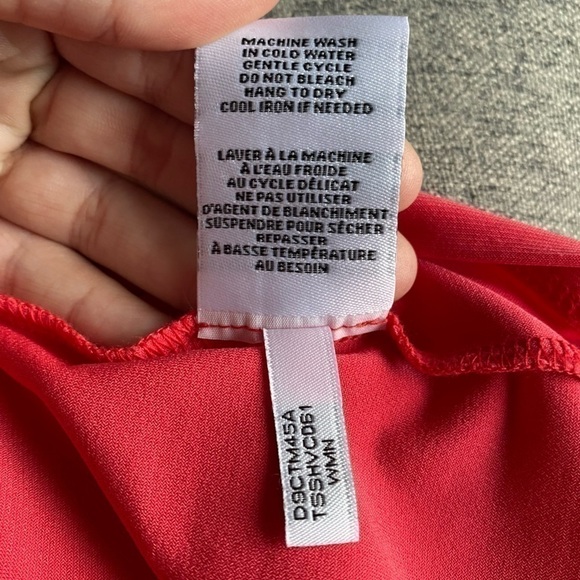 MACHINE WASH
IN COLD WATER
GENTLE CYCLE
DO NOT BLEACH
HANG TO DRY
COOL IRON IF NEEDED
LAVER À LA MACHINE
À L'EAU FROIDE
AU CYCLE DÉLICAT
NE PAS UTILISER
D'AGENT DE BLANCHIMENT
SUSPENDRE POUR SÉCHER
REPASSER
À BASSE TEMPÉRATURE
AU BESOIN
D9CTM45A
TSSHVC061
WMN